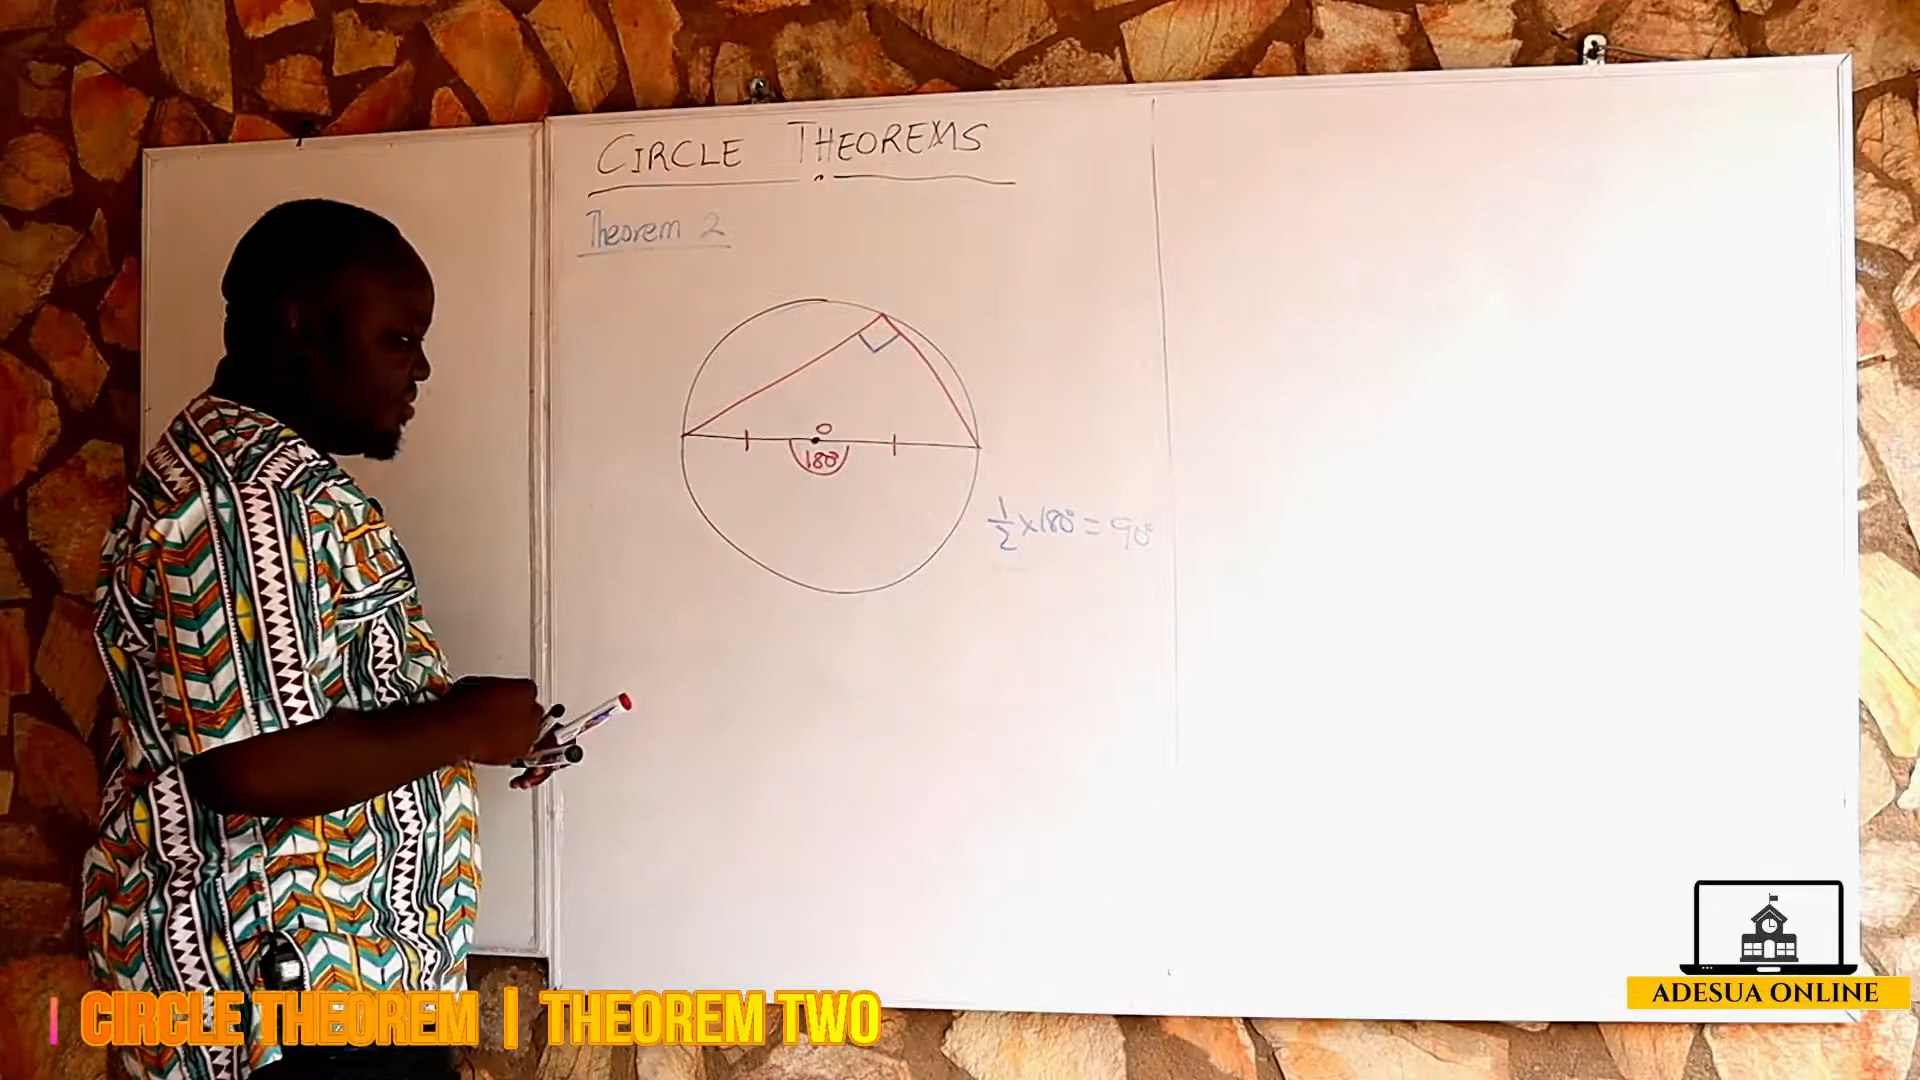 CIRCLE THEOREMS
Theorem 2
O
180°
1/2 x 180° = 90°
ADESUA ONLINE
CIRCLE THEOREM | THEOREM TWO